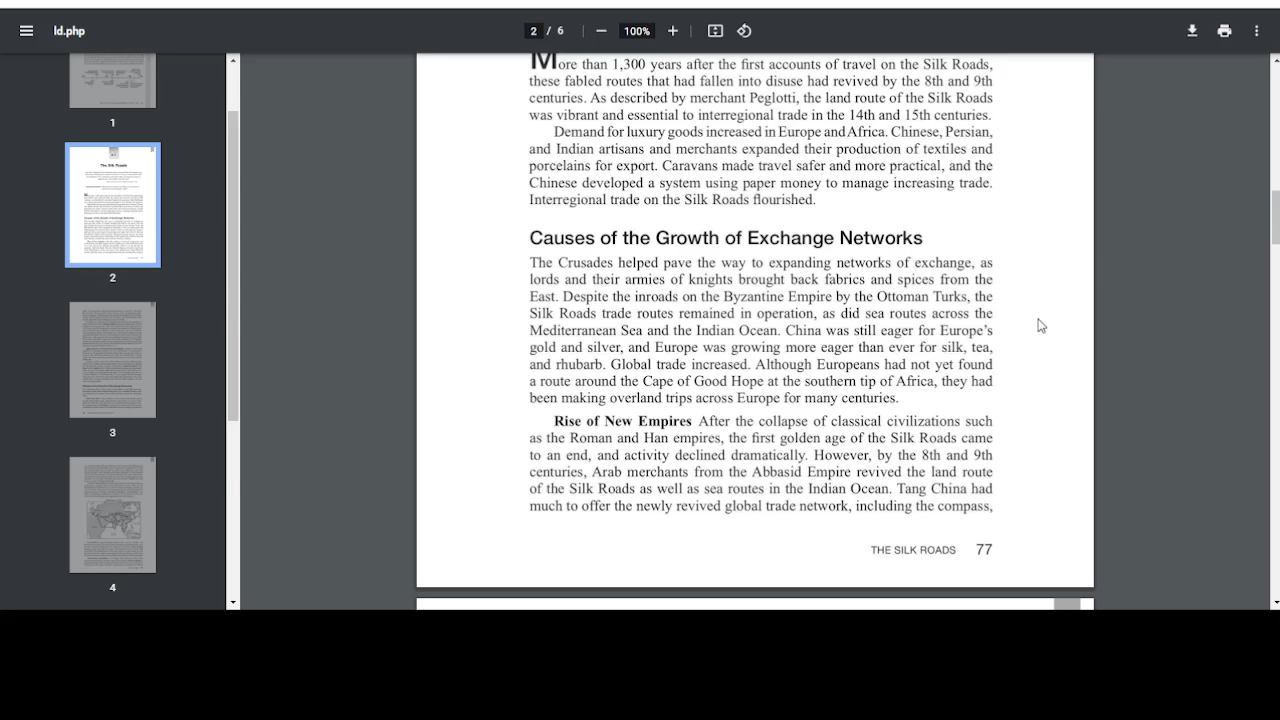 ld.php
2 / 6
100%
More than 1,300 years after the first accounts of travel on the Silk Roads,
these fabled routes that had fallen into disuse had revived by the 8th and 9th
centuries. As described by merchant Peglotti, the land route of the Silk Roads
was vibrant and essential to interregional trade in the 14th and 15th centuries.
Demand for luxury goods increased in Europe and Africa. Chinese, Persian,
and Indian artisans and merchants expanded their production of textiles and
porcelains for export. Caravans made travel safer and more practical, and the
Chinese developed a system using paper money to manage increasing trade.
Interregional trade on the Silk Roads flourished.
Causes of the Growth of Exchange Networks
The Crusades helped pave the way to expanding networks of exchange, as
lords and their armies of knights brought back fabrics and spices from the
East. Despite the inroads on the Byzantine Empire by the Ottoman Turks, the
Silk Roads trade routes remained in operation, as did sea routes across the
Mediterranean Sea and the Indian Ocean. China was still eager for Europe's
gold and silver, and Europe was growing more eager than ever for silk, tea,
and rhubarb. Global trade increased. Although Europeans had not yet found
a route around the Cape of Good Hope at the southern tip of Africa, they had
been making overland trips across Europe for many centuries.
Rise of New Empires After the collapse of classical civilizations such
as the Roman and Han empires, the first golden age of the Silk Roads came
to an end, and activity declined dramatically. However, by the 8th and 9th
centuries, Arab merchants from the Abbasid Empire revived the land route
of the Silk Roads as well as sea routes in the Indian Ocean. Tang China had
much to offer the newly revived global trade network, including the compass,
THE SILK ROADS 77
1
The Silk Roads
2
3
4